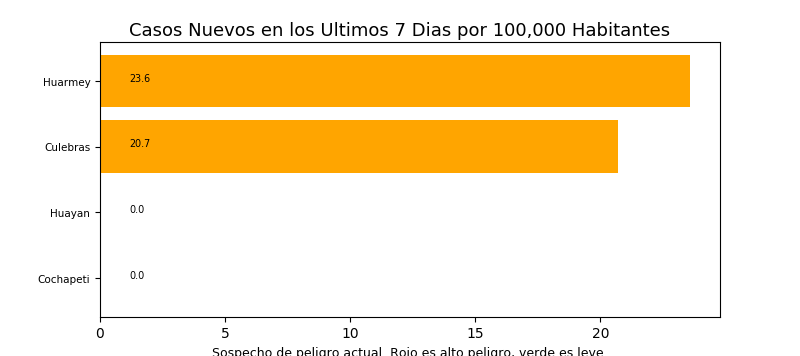 Casos Nuevos en los Ultimos 7 Dias por 100,000 Habitantes
Huarmey 23.6
Culebras 20.7
Huayan 0.0
Cochapeti 0.0
0 5 10 15 20
Sospecho de peligro actual. Rojo es alto peligro, verde es leve